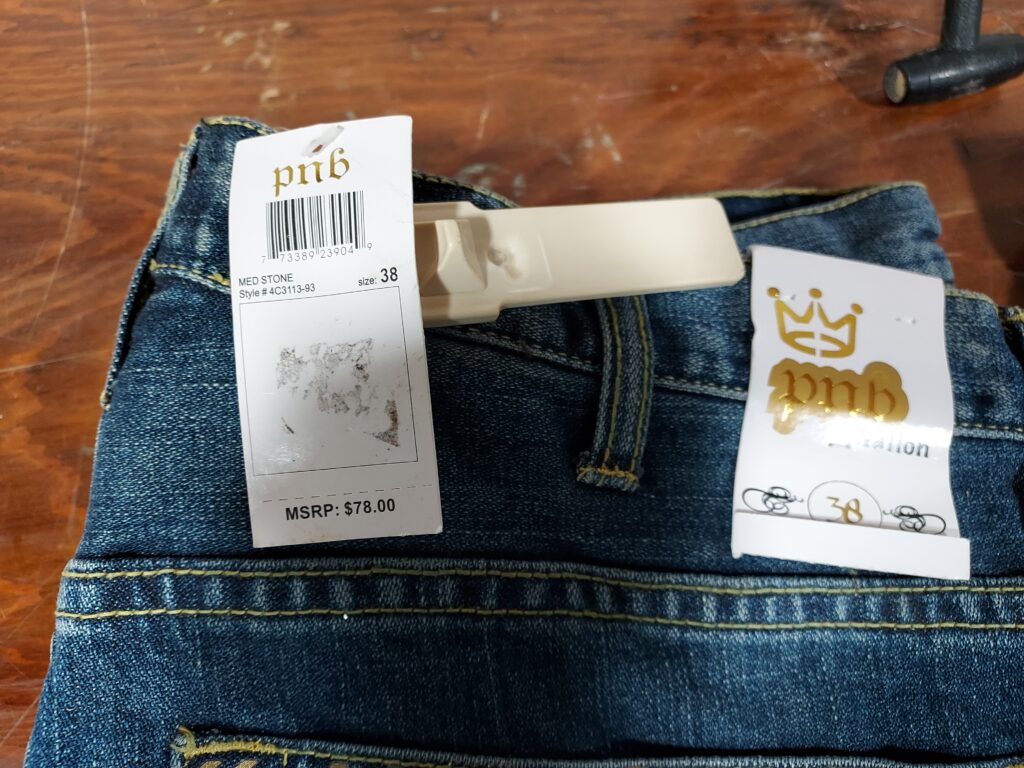 pnb
7 73389 23904 9
MED STONE
size: 38
Style # 4C3113-93
MSRP: $78.00
pnb
38